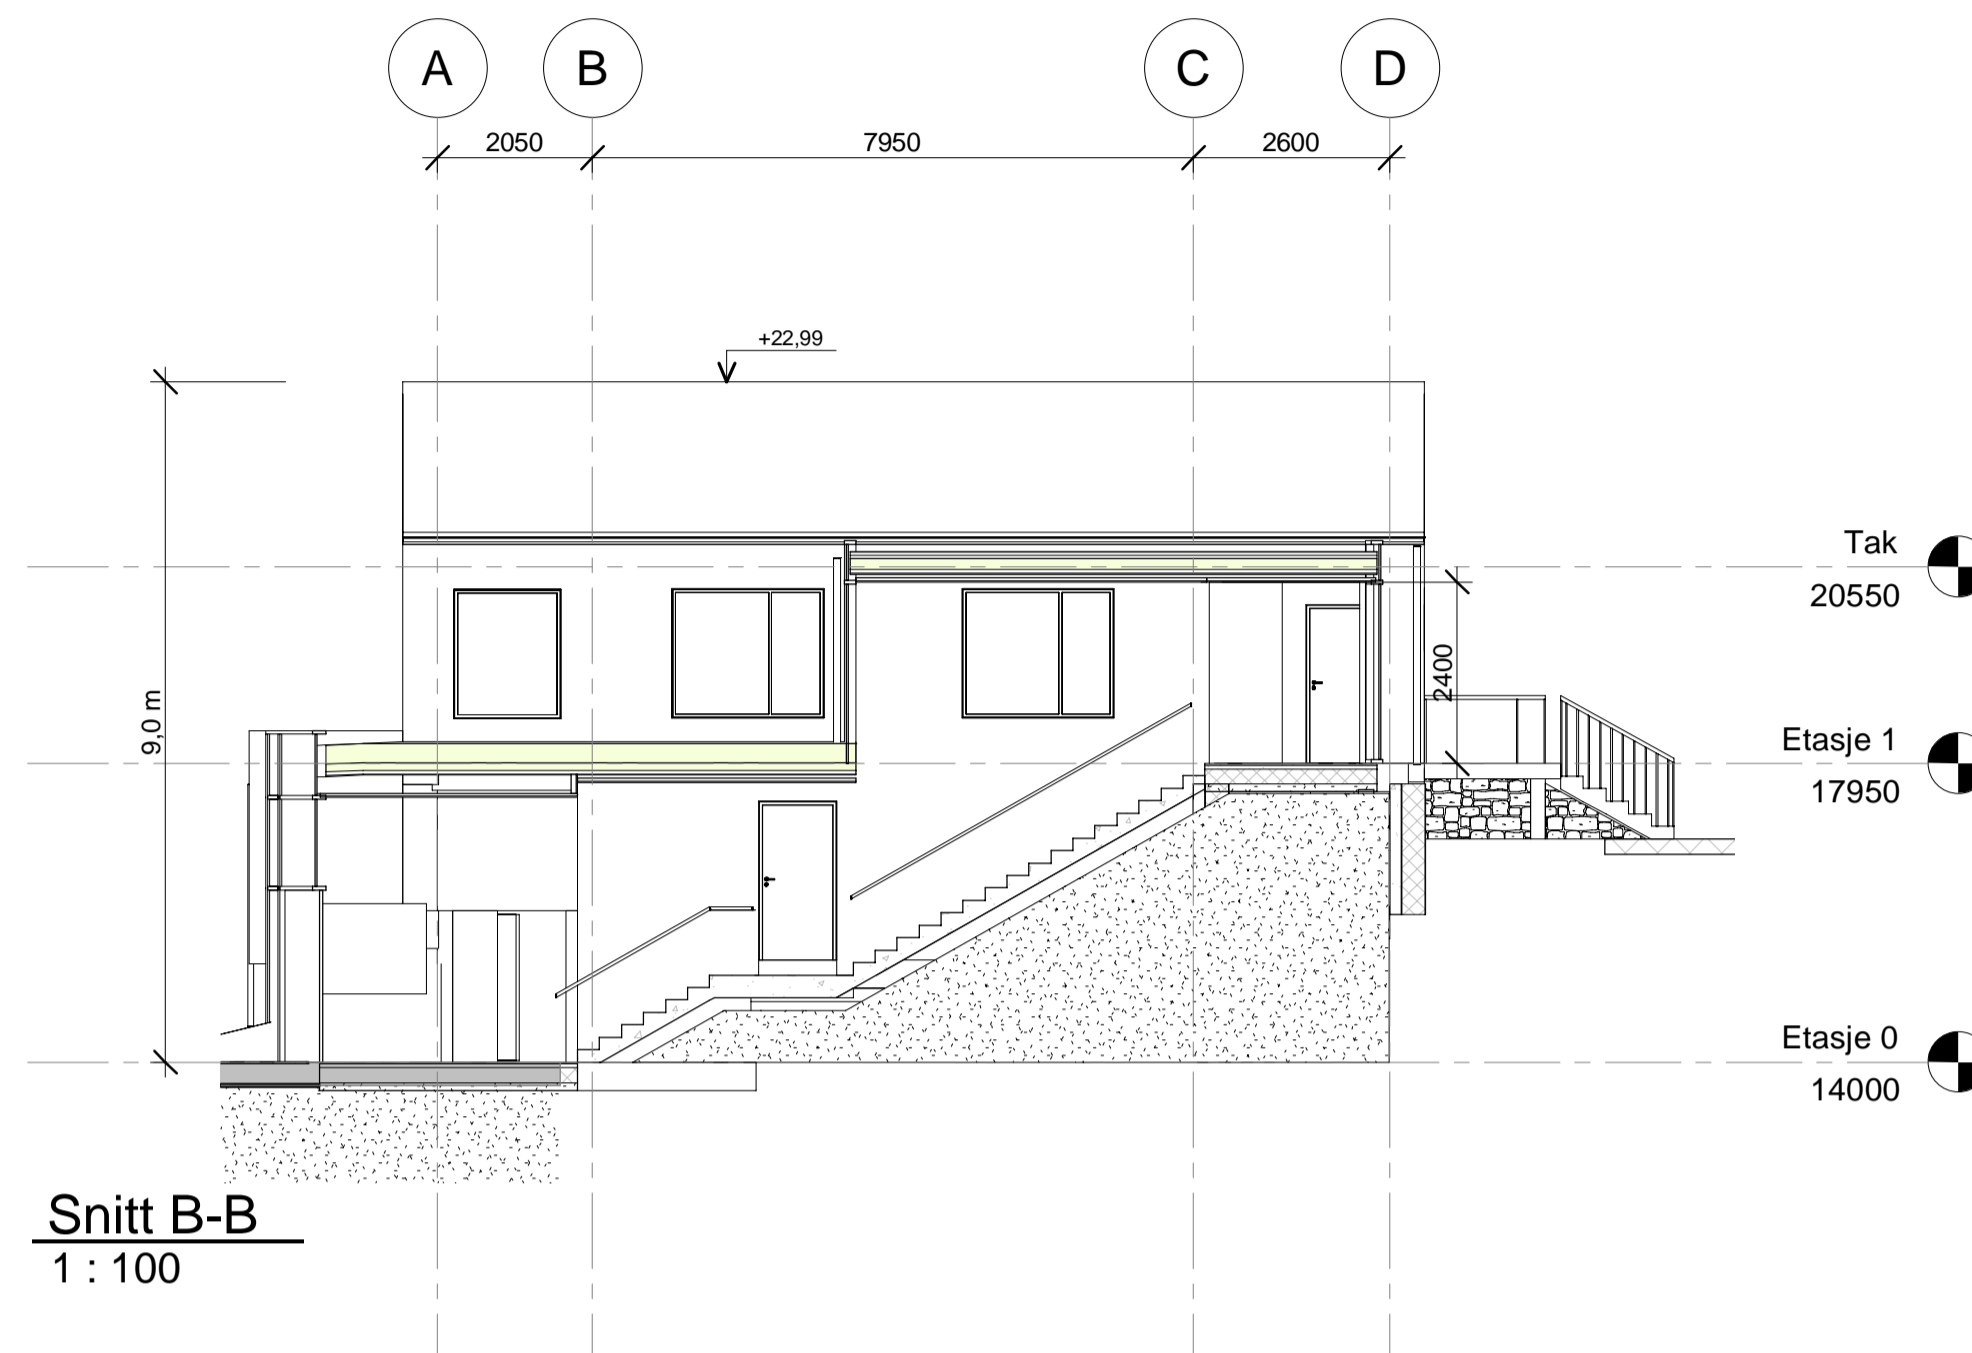 A B C D
2050 7950 2600
+22,99
Tak
20550
2400
9,0 m
Etasje 1
17950
Etasje 0
14000
Snitt B-B
1 : 100